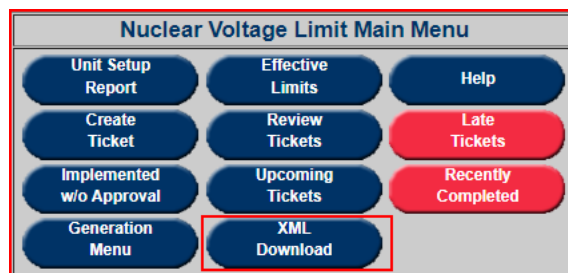 Nuclear Voltage Limit Main Menu
Unit Setup
Report
Effective
Limits
Help
Create
Ticket
Review
Tickets
Late
Tickets
Implemented
w/o Approval
Upcoming
Tickets
Recently
Completed
Generation
Menu
XML
Download